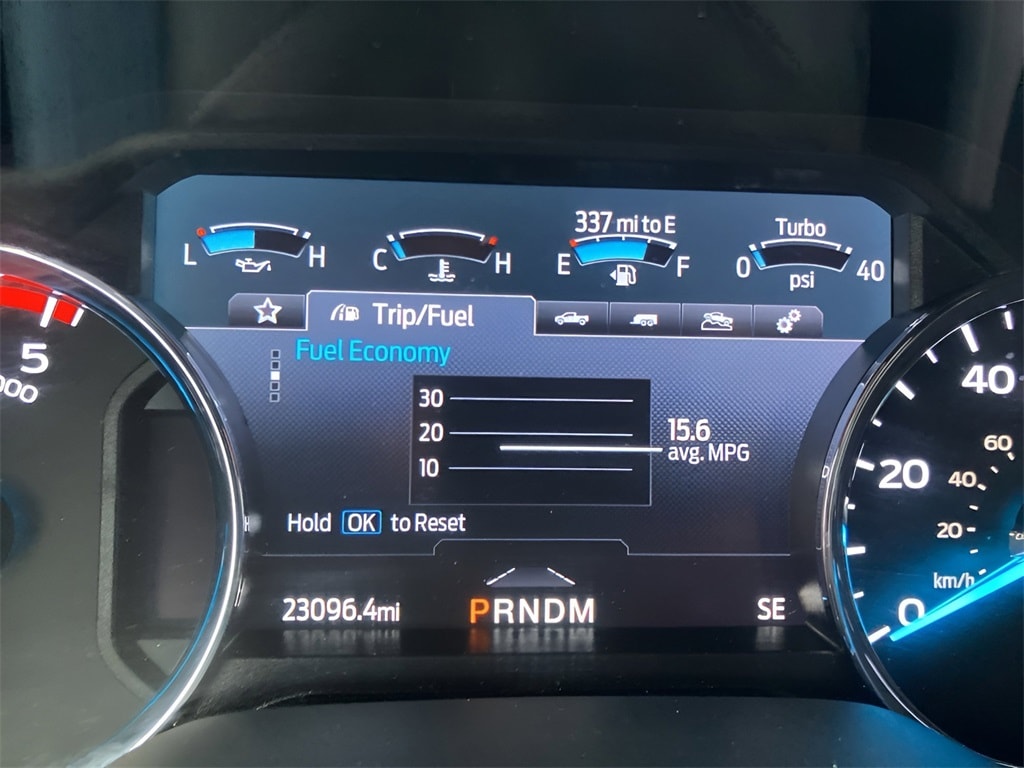 337 mi to E
Turbo
L H
C H
E F
0 40
psi
Trip/Fuel
Fuel Economy
30
20
10
15.6
avg. MPG
Hold OK to Reset
23096.4mi
PRNDM
SE
5
40
20
0
60
40
20
km/h